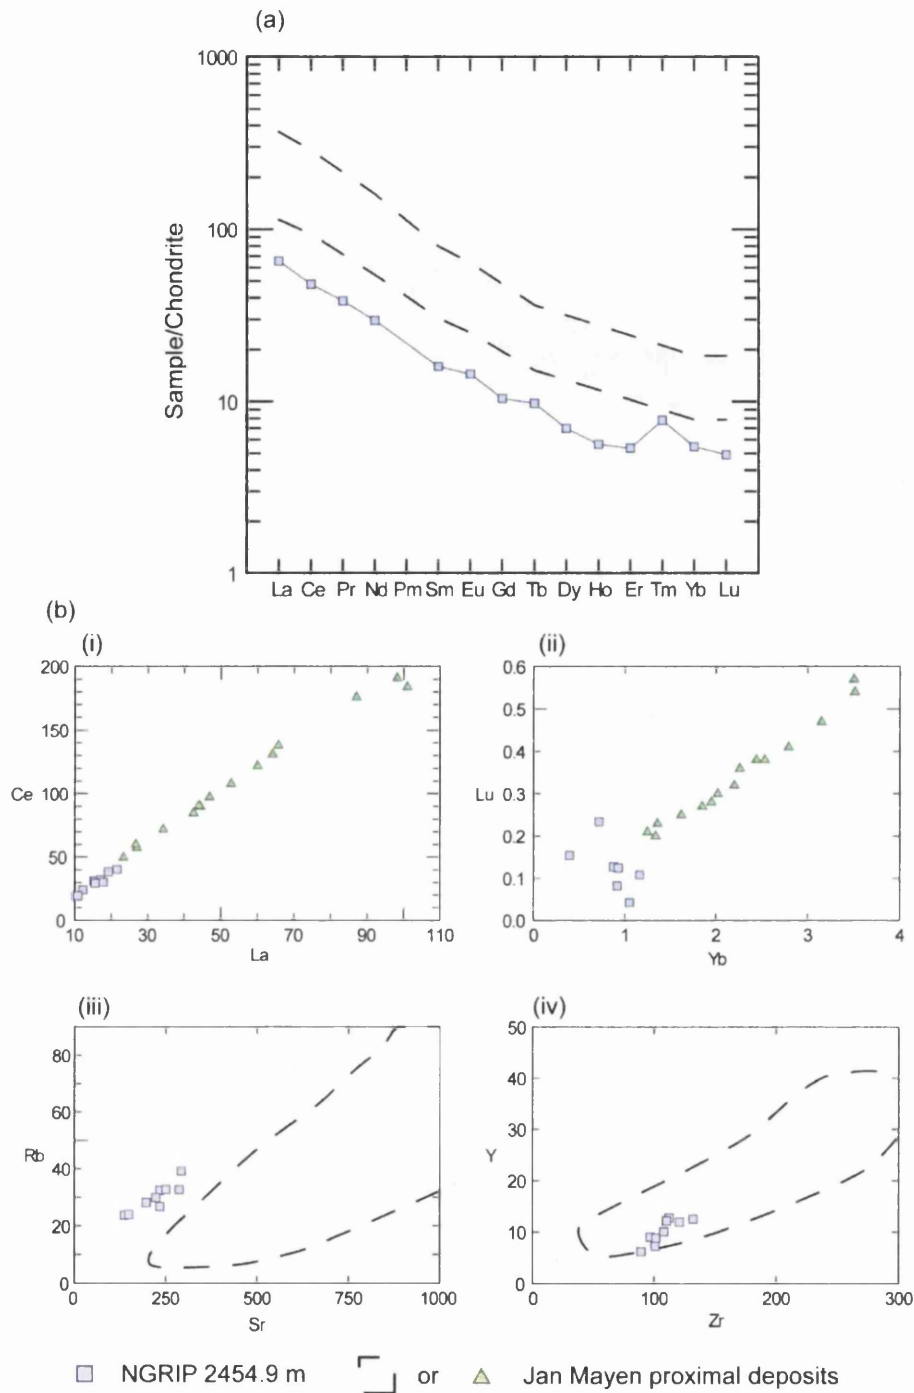 (a)
1000
100
10
1
Sample/Chondrite
La Ce Pr Nd Pm Sm Eu Gd Tb Dy Ho Er Tm Yb Lu
(b)
(i)
200
150
100
50
0
Ce
10 30 50 70 90 110
La
(ii)
0.6
0.5
0.4
0.3
0.2
0.1
0.0
Lu
0 1 2 3 4
Yb
(iii)
80
60
40
20
0
Rb
0 250 500 750 1000
Sr
(iv)
50
40
30
20
10
0
Y
0 100 200 300
Zr
NGRIP 2454.9 m or Jan Mayen proximal deposits